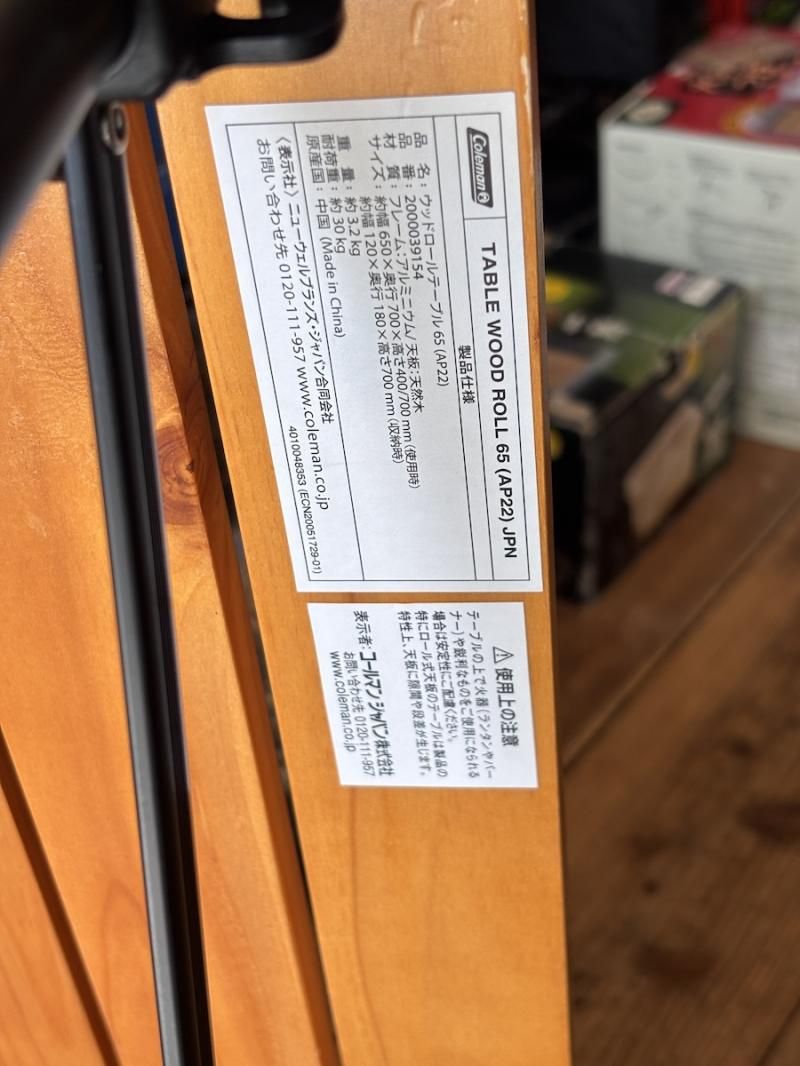 Coleman
TABLE WOOD ROLL 65 (AP22) JPN
製品仕様
品 名：ウッドロールテーブル65 (AP22)
品 番：2000039154
材 質：フレーム：アルミニウム/ 天板：天然木
サイズ：約幅 650×奥行 700×高さ400/700 mm (使用時)
約幅 120×奥行 180×高さ700 mm (収納時)
重 量：約 3.2 kg
耐荷重：約 30 kg
原産国：中国 (Made in China)
〈表示社〉ニューウェルブランズ・ジャパン合同会社
お問い合わせ先 0120-111-957 www.coleman.co.jp
4010048353 (ECN20051729-01)
⚠ 使用上の注意
テーブルの上で火器 (ランタンやバー
ナー) や鋭利なものをご使用になられる
場合は安定性にご配慮ください。
特にロール式天板のテーブルは製品の
特性上、天板に隙間や段差が生じます。
表示者：コールマン ジャパン株式会社
お問い合わせ先 0120-111-957
www.coleman.co.jp